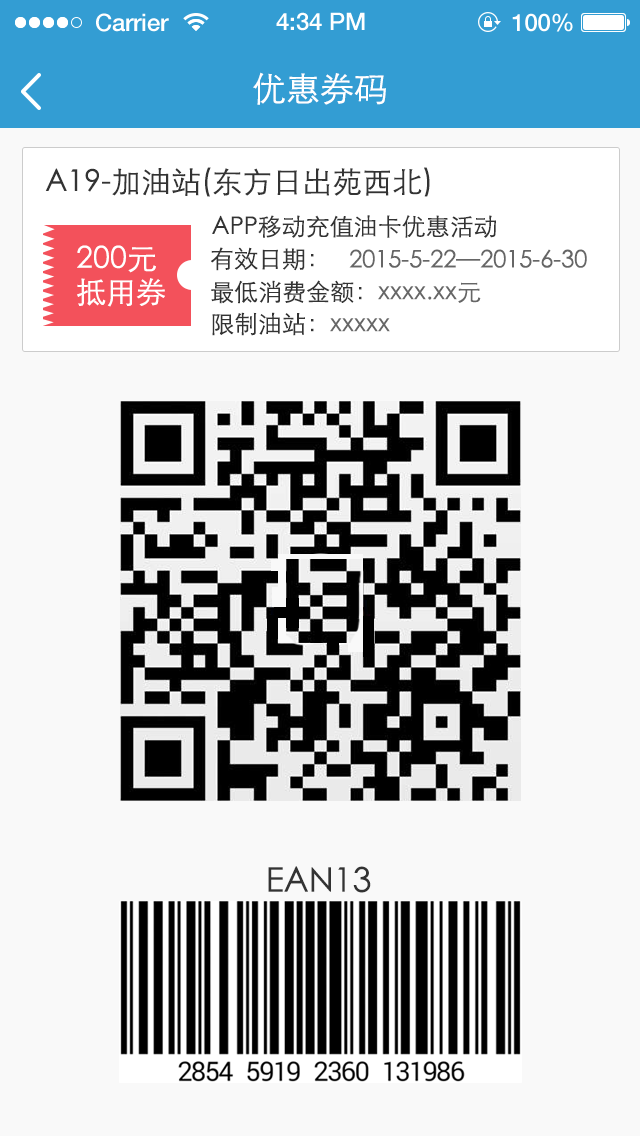 Carrier 4:34 PM 100%
优惠券码
A19-加油站(东方日出苑西北)
200元
抵用券
APP移动充值油卡优惠活动
有效日期： 2015-5-22—2015-6-30
最低消费金额：xxxx.xx元
限制油站：xxxxx
EAN13
2854 5919 2360 131986